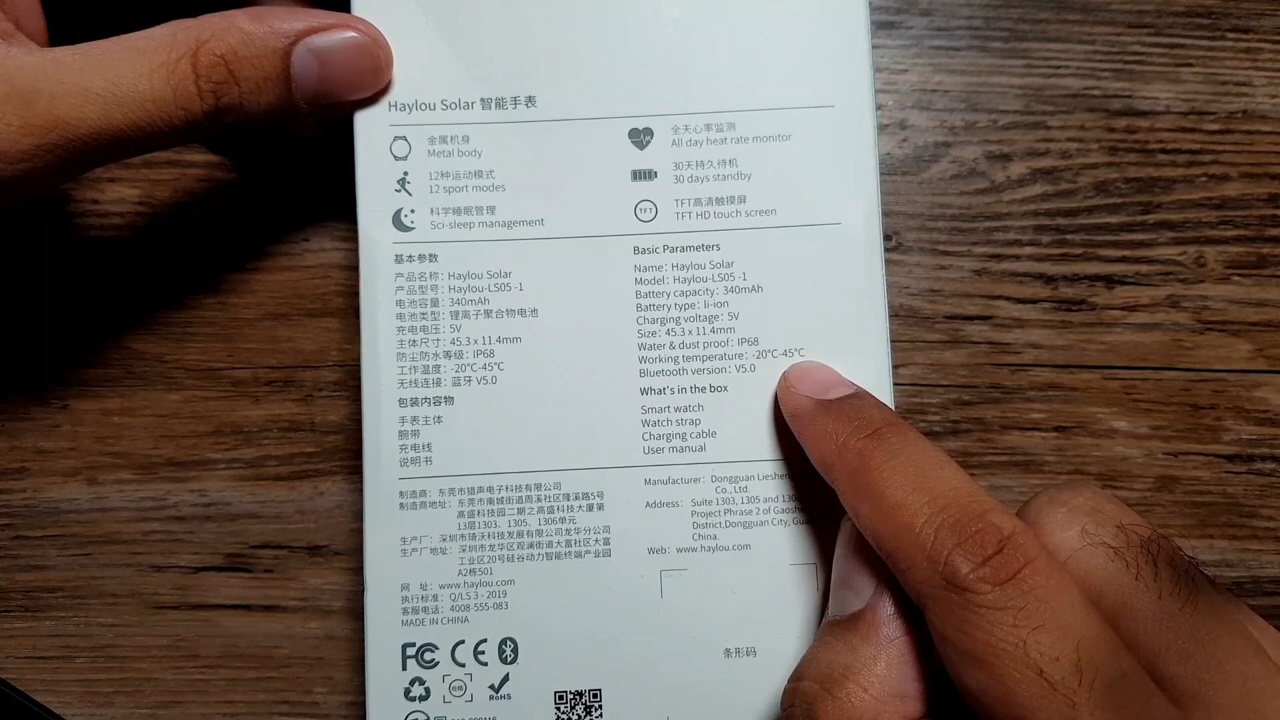 Haylou Solar 智能手表
金属机身
Metal body
12种运动模式
12 sport modes
科学睡眠管理
Sci-sleep management
全天心率监测
All day heat rate monitor
30天持久待机
30 days standby
TFT
TFT高清触摸屏
TFT HD touch screen
基本参数
产品名称：Haylou Solar
产品型号：Haylou-LS05 -1
电池容量：340mAh
电池类型：锂离子聚合物电池
充电电压：5V
主体尺寸：45.3 x 11.4mm
防尘防水等级：IP68
工作温度：-20°C-45°C
无线连接：蓝牙 V5.0
包装内容物
手表主体
腕带
充电线
说明书
Basic Parameters
Name：Haylou Solar
Model：Haylou-LS05 -1
Battery capacity：340mAh
Battery type：li-ion
Charging voltage：5V
Size：45.3 x 11.4mm
Water & dust proof：IP68
Working temperature：-20°C-45°C
Bluetooth version：V5.0
What's in the box
Smart watch
Watch strap
Charging cable
User manual
制造商：东莞市猎声电子科技有限公司
制造商地址：东莞市南城街道周溪社区隆溪路5号
高盛科技园二期之高盛科技大厦第
13层1303、1305、1306单元
生产厂：深圳市琦沃科技发展有限公司龙华分公司
生产厂地址：深圳市龙华区观澜街道大富社区大富
工业区20号硅谷动力智能终端产业园
A2栋501
网 址：www.haylou.com
执行标准：Q/LS 3 - 2019
客服电话：4008-555-083
MADE IN CHINA
Manufacturer：Dongguan
Co., Ltd.
Address：Suite 1303, 1305 and
Project Phrase 2 of
District,Dongguan City,
China.
Web：www.haylou.com
条形码
FC CE
合格
RoHS